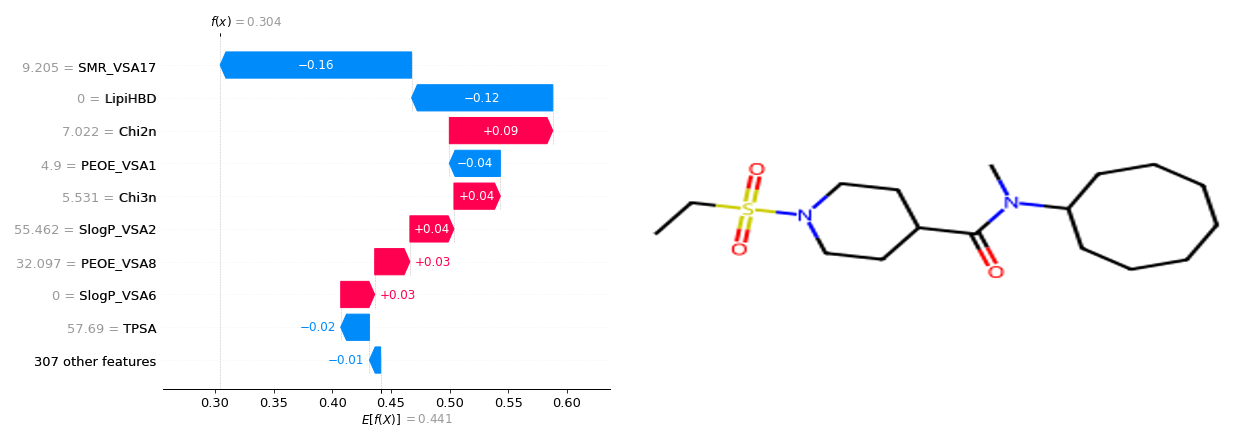 f(x) = 0.304
9.205 = SMR_VSA17
−0.16
0 = LipiHBD
−0.12
7.022 = Chi2n
+0.09
4.9 = PEOE_VSA1
−0.04
5.531 = Chi3n
+0.04
55.462 = SlogP_VSA2
+0.04
32.097 = PEOE_VSA8
+0.03
0 = SlogP_VSA6
+0.03
57.69 = TPSA
−0.02
307 other features
−0.01
0.30 0.35 0.40 0.45 0.50 0.55 0.60
E[f(X)] = 0.441
O
S
O
N
N
O